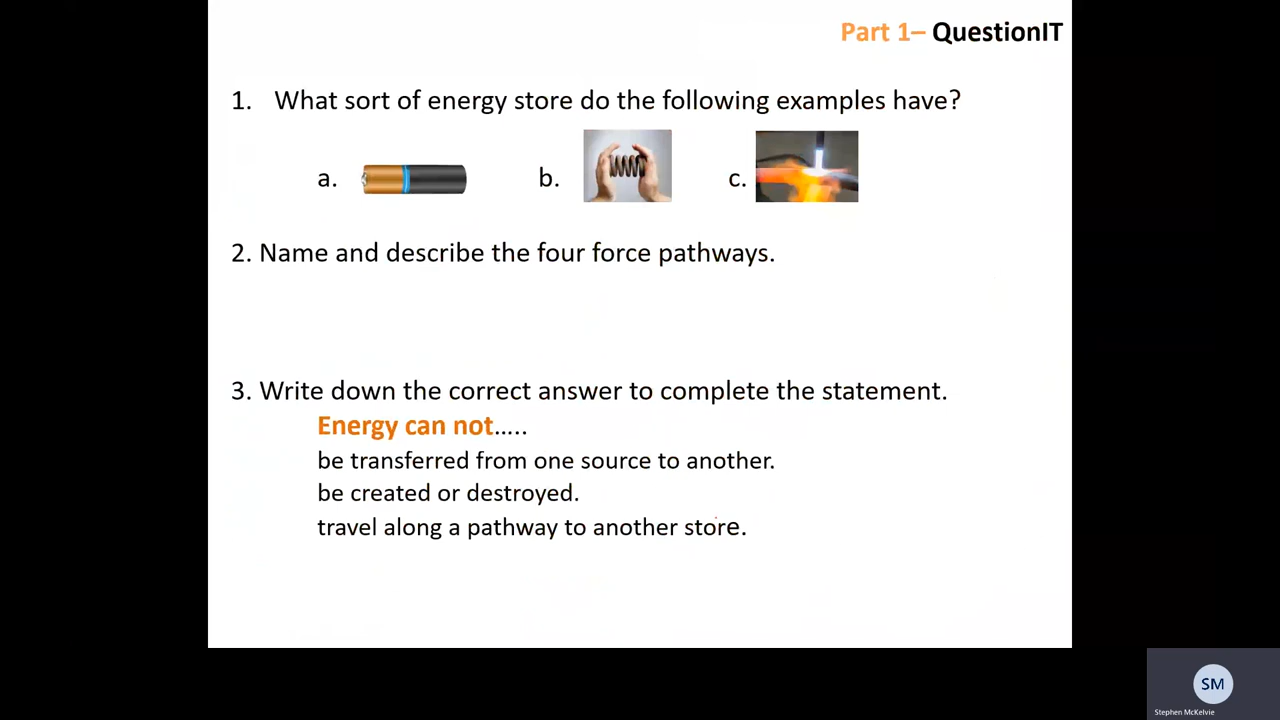 Part 1– QuestionIT
1. What sort of energy store do the following examples have?
a. b. c.
2. Name and describe the four force pathways.
3. Write down the correct answer to complete the statement.
Energy can not…..
be transferred from one source to another.
be created or destroyed.
travel along a pathway to another store.
SM
Stephen McKelvie